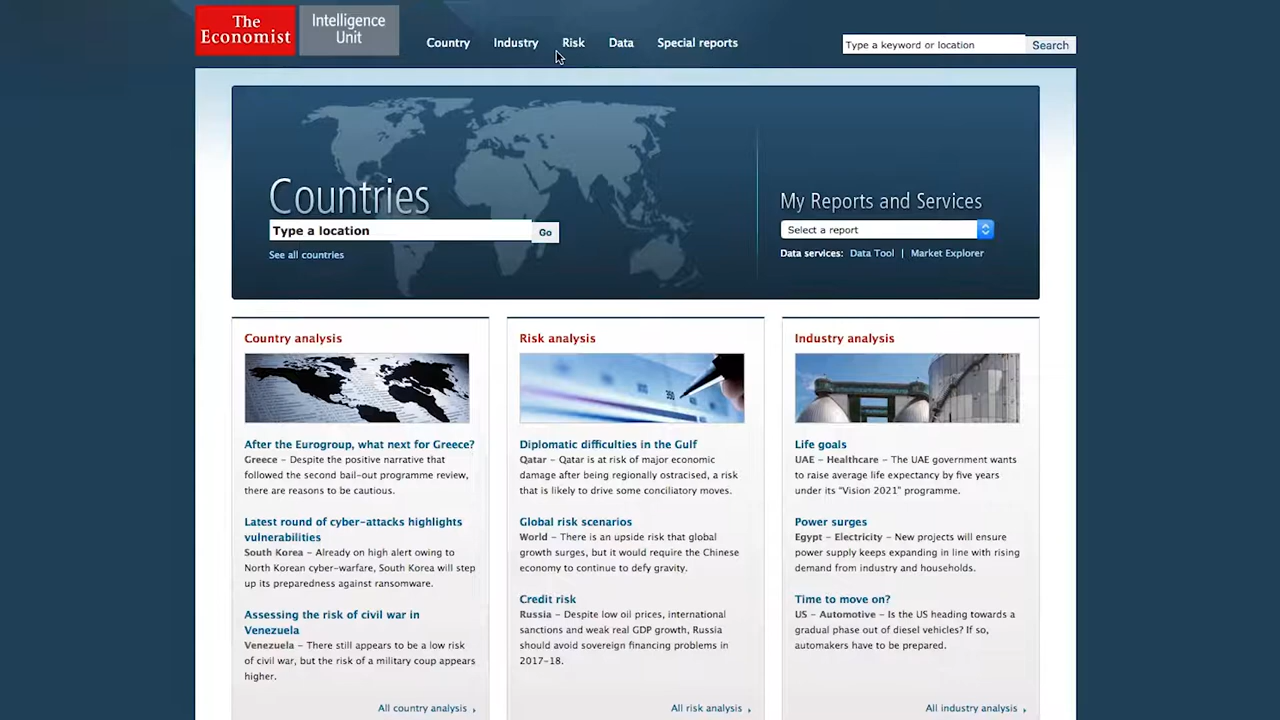 The
Economist
Intelligence
Unit
Country Industry Risk Data Special reports
Type a keyword or location Search
Countries
Type a location Go
See all countries
My Reports and Services
Select a report
Data services: Data Tool | Market Explorer
Country analysis
After the Eurogroup, what next for Greece?
Greece – Despite the positive narrative that
followed the second bail-out programme review,
there are reasons to be cautious.
Latest round of cyber-attacks highlights
vulnerabilities
South Korea – Already on high alert owing to
North Korean cyber-warfare, South Korea will step
up its preparedness against ransomware.
Assessing the risk of civil war in
Venezuela
Venezuela – There still appears to be a low risk
of civil war, but the risk of a military coup appears
higher.
All country analysis
Risk analysis
Diplomatic difficulties in the Gulf
Qatar – Qatar is at risk of major economic
damage after being regionally ostracised, a risk
that is likely to drive some conciliatory moves.
Global risk scenarios
World – There is an upside risk that global
growth surges, but it would require the Chinese
economy to continue to defy gravity.
Credit risk
Russia – Despite low oil prices, international
sanctions and weak real GDP growth, Russia
should avoid sovereign financing problems in
2017-18.
All risk analysis
Industry analysis
Life goals
UAE – Healthcare – The UAE government wants
to raise average life expectancy by five years
under its “Vision 2021” programme.
Power surges
Egypt – Electricity – New projects will ensure
power supply keeps expanding in line with rising
demand from industry and households.
Time to move on?
US – Automotive – Is the US heading towards a
gradual phase out of diesel vehicles? If so,
automakers have to be prepared.
All industry analysis